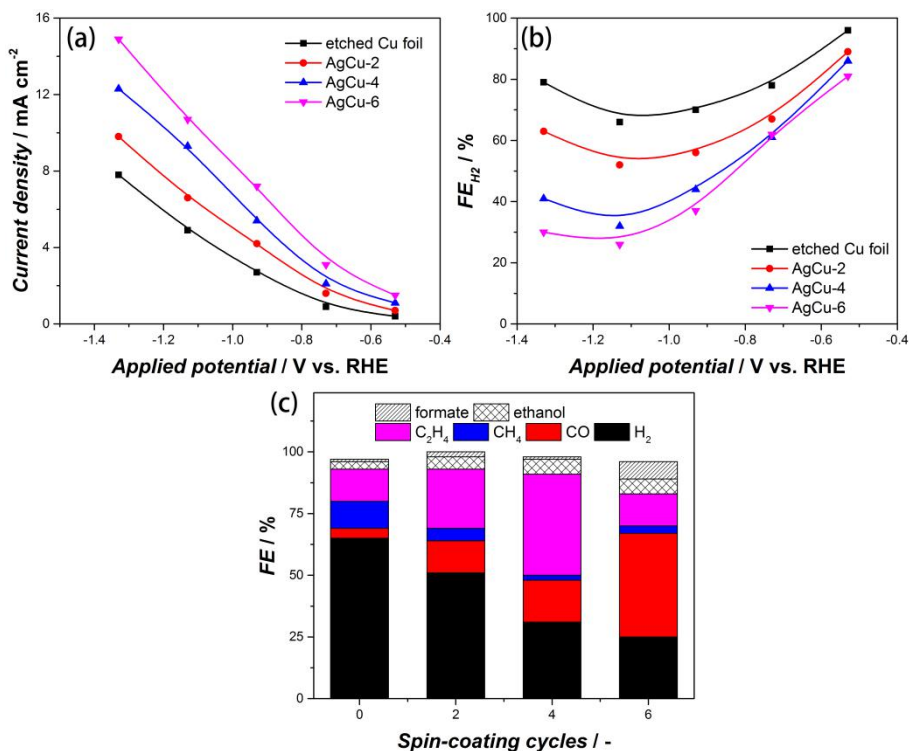 (a)
etched Cu foil
AgCu-2
AgCu-4
AgCu-6
16
12
8
4
0
Current density / mA cm⁻²
-1.4 -1.2 -1.0 -0.8 -0.6 -0.4
Applied potential / V vs. RHE
(b)
100
80
60
40
20
0
FE_H2 / %
etched Cu foil
AgCu-2
AgCu-4
AgCu-6
-1.4 -1.2 -1.0 -0.8 -0.6 -0.4
Applied potential / V vs. RHE
(c)
formate ethanol
C₂H₄ CH₄ CO H₂
100
75
50
25
0
FE / %
0 2 4 6
Spin-coating cycles / -